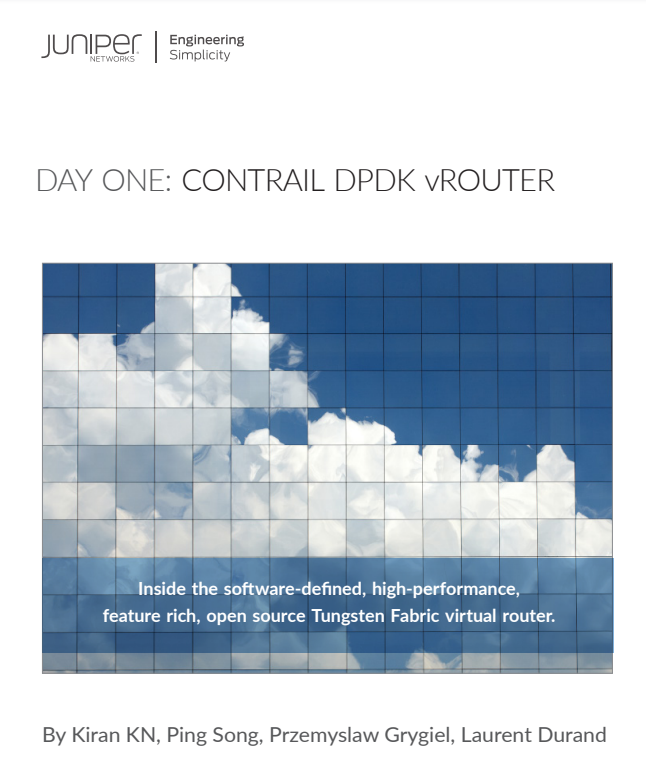 JUNIPER NETWORKS
Engineering
Simplicity
DAY ONE: CONTRAIL DPDK vROUTER
Inside the software-defined, high-performance,
feature rich, open source Tungsten Fabric virtual router.
By Kiran KN, Ping Song, Przemyslaw Grygiel, Laurent Durand